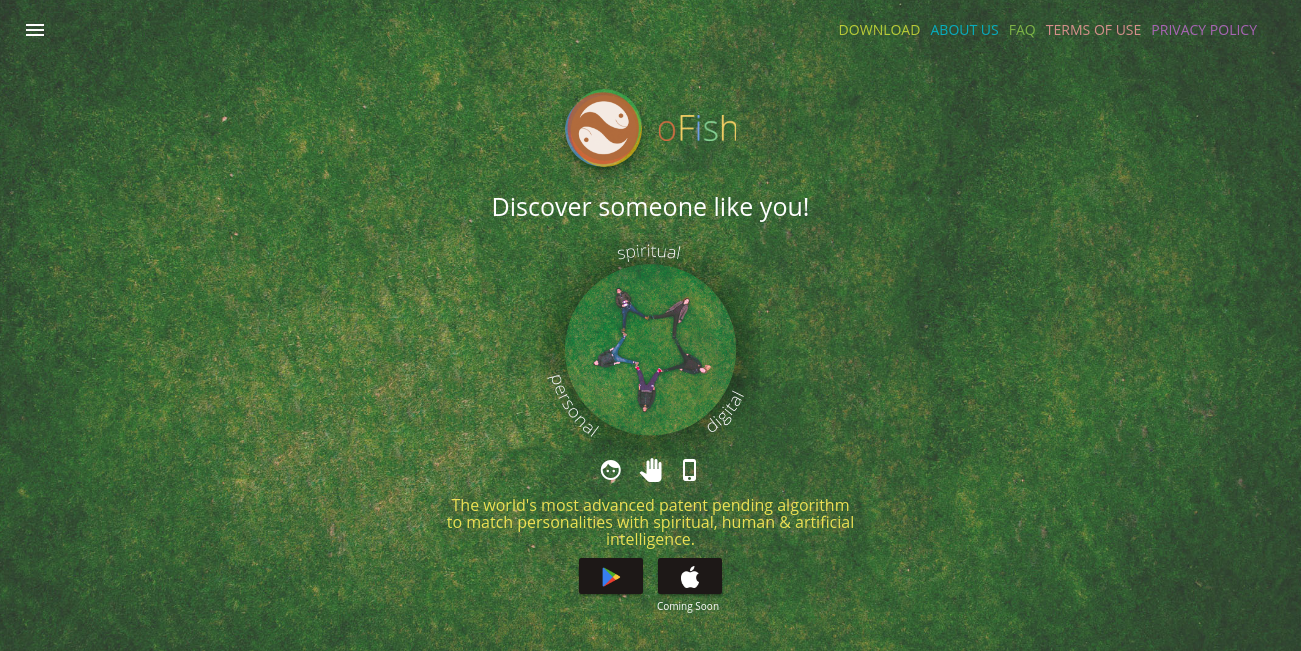 DOWNLOAD ABOUT US FAQ TERMS OF USE PRIVACY POLICY
oFish
Discover someone like you!
spiritual
personal
digital
The world's most advanced patent pending algorithm
to match personalities with spiritual, human & artificial
intelligence.
Coming Soon